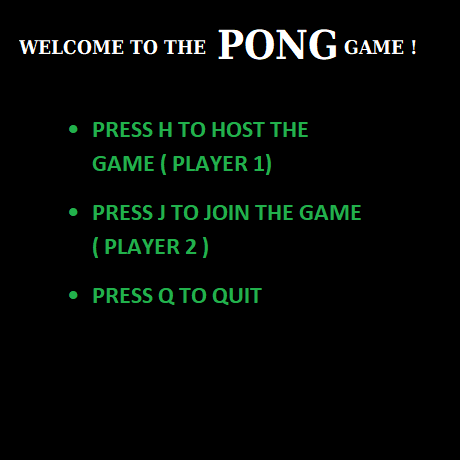 WELCOME TO THE PONG GAME !
• PRESS H TO HOST THE
GAME ( PLAYER 1)
• PRESS J TO JOIN THE GAME
( PLAYER 2 )
• PRESS Q TO QUIT